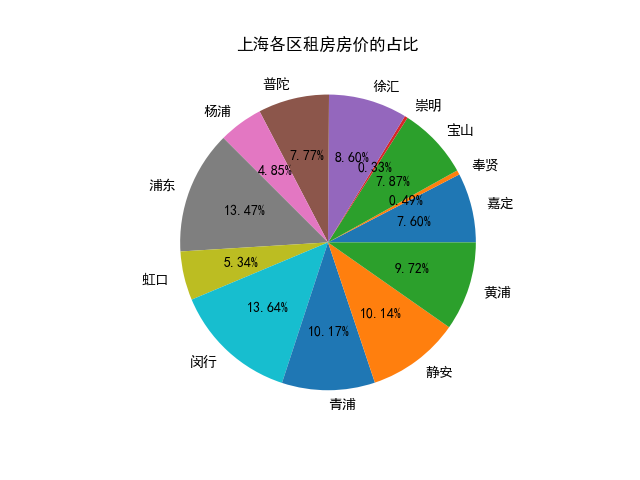 上海各区租房房价的占比
嘉定
7.60%
奉贤
0.49%
宝山
7.87%
崇明
0.33%
徐汇
8.60%
普陀
7.77%
杨浦
4.85%
浦东
13.47%
虹口
5.34%
闵行
13.64%
青浦
10.17%
静安
10.14%
黄浦
9.72%